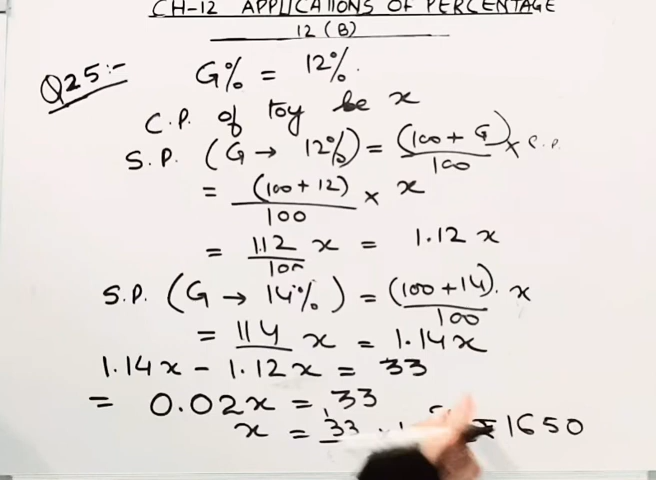 CH-12 APPLICATIONS OF PERCENTAGE
12 (B)
Q25:- G% = 12%.
C.P. of toy be x
S.P. (G → 12%) = (100 + G)/100 × C.P.
= (100 + 12)/100 × x
= 112/100 x = 1.12 x
S.P. (G → 14%) = (100 + 14)/100 . x
= 114 x = 1.14x
1.14x - 1.12x = 33
= 0.02x = 33
x = 33 = 1650